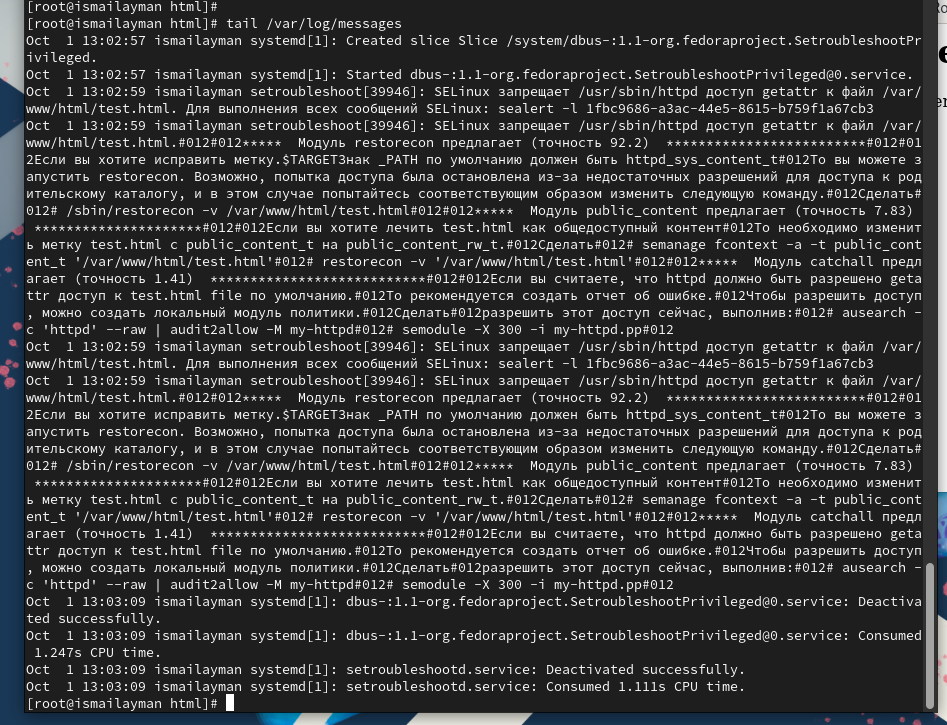 [root@ismailayman html]#
[root@ismailayman html]# tail /var/log/messages
Oct  1 13:02:57 ismailayman systemd[1]: Created slice Slice /system/dbus-:1.1-org.fedoraproject.SetroubleshootPr
ivileged.
Oct  1 13:02:57 ismailayman systemd[1]: Started dbus-:1.1-org.fedoraproject.SetroubleshootPrivileged@0.service.
Oct  1 13:02:59 ismailayman setroubleshoot[39946]: SELinux запрещает /usr/sbin/httpd доступ getattr к файл /var/
www/html/test.html. Для выполнения всех сообщений SELinux: sealert -l 1fbc9686-a3ac-44e5-8615-b759f1a67cb3
Oct  1 13:02:59 ismailayman setroubleshoot[39946]: SELinux запрещает /usr/sbin/httpd доступ getattr к файл /var/
www/html/test.html.#012#012*****  Модуль restorecon предлагает (точность 92.2)  *************************#012#01
2Если вы хотите исправить метку.$TARGETЗнак _PATH по умолчанию должен быть httpd_sys_content_t#012То вы можете з
апустить restorecon. Возможно, попытка доступа была остановлена из-за недостаточных разрешений для доступа к род
ительскому каталогу, и в этом случае попытайтесь соответствующим образом изменить следующую команду.#012Сделать#
012# /sbin/restorecon -v /var/www/html/test.html#012#012*****  Модуль public_content предлагает (точность 7.83)
*********************#012#012Если вы хотите лечить test.html как общедоступный контент#012То необходимо изменит
ь метку test.html с public_content_t на public_content_rw_t.#012Сделать#012# semanage fcontext -a -t public_cont
ent_t '/var/www/html/test.html'#012# restorecon -v '/var/www/html/test.html'#012#012*****  Модуль catchall предл
агает (точность 1.41)  ***************************#012#012Если вы считаете, что httpd должно быть разрешено geta
ttr доступ к test.html file по умолчанию.#012То рекомендуется создать отчет об ошибке.#012Чтобы разрешить доступ
, можно создать локальный модуль политики.#012Сделать#012разрешить этот доступ сейчас, выполнив:#012# ausearch -
c 'httpd' --raw | audit2allow -M my-httpd#012# semodule -X 300 -i my-httpd.pp#012
Oct  1 13:02:59 ismailayman setroubleshoot[39946]: SELinux запрещает /usr/sbin/httpd доступ getattr к файл /var/
www/html/test.html. Для выполнения всех сообщений SELinux: sealert -l 1fbc9686-a3ac-44e5-8615-b759f1a67cb3
Oct  1 13:02:59 ismailayman setroubleshoot[39946]: SELinux запрещает /usr/sbin/httpd доступ getattr к файл /var/
www/html/test.html.#012#012*****  Модуль restorecon предлагает (точность 92.2)  *************************#012#01
2Если вы хотите исправить метку.$TARGETЗнак _PATH по умолчанию должен быть httpd_sys_content_t#012То вы можете з
апустить restorecon. Возможно, попытка доступа была остановлена из-за недостаточных разрешений для доступа к род
ительскому каталогу, и в этом случае попытайтесь соответствующим образом изменить следующую команду.#012Сделать#
012# /sbin/restorecon -v /var/www/html/test.html#012#012*****  Модуль public_content предлагает (точность 7.83)
*********************#012#012Если вы хотите лечить test.html как общедоступный контент#012То необходимо изменит
ь метку test.html с public_content_t на public_content_rw_t.#012Сделать#012# semanage fcontext -a -t public_cont
ent_t '/var/www/html/test.html'#012# restorecon -v '/var/www/html/test.html'#012#012*****  Модуль catchall предл
агает (точность 1.41)  ***************************#012#012Если вы считаете, что httpd должно быть разрешено geta
ttr доступ к test.html file по умолчанию.#012То рекомендуется создать отчет об ошибке.#012Чтобы разрешить доступ
, можно создать локальный модуль политики.#012Сделать#012разрешить этот доступ сейчас, выполнив:#012# ausearch -
c 'httpd' --raw | audit2allow -M my-httpd#012# semodule -X 300 -i my-httpd.pp#012
Oct  1 13:03:09 ismailayman systemd[1]: dbus-:1.1-org.fedoraproject.SetroubleshootPrivileged@0.service: Deactiva
ted successfully.
Oct  1 13:03:09 ismailayman systemd[1]: dbus-:1.1-org.fedoraproject.SetroubleshootPrivileged@0.service: Consumed
1.247s CPU time.
Oct  1 13:03:09 ismailayman systemd[1]: setroubleshootd.service: Deactivated successfully.
Oct  1 13:03:09 ismailayman systemd[1]: setroubleshootd.service: Consumed 1.111s CPU time.
[root@ismailayman html]#